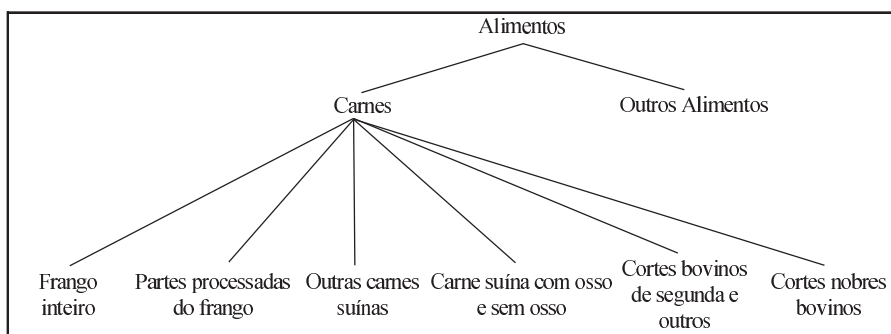 Alimentos
Carnes
Outros Alimentos
Frango
inteiro
Partes processadas
do frango
Outras carnes
suínas
Carne suína com osso
e sem osso
Cortes bovinos
de segunda e
outros
Cortes nobres
bovinos